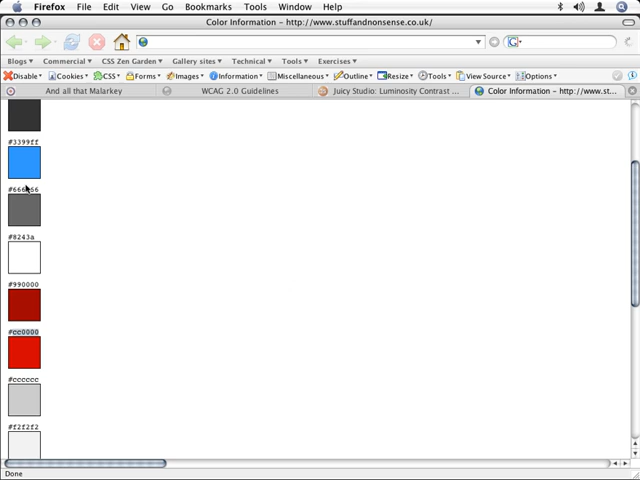 Firefox File Edit View Go Bookmarks Tools Window Help
Color Information - http://www.stuffandnonsense.co.uk/
G
Blogs Commercial CSS Zen Garden Gallery sites Technical Tools Exercises
Disable Cookies CSS Forms Images Information Miscellaneous Outline Resize Tools View Source Options
And all that Malarkey WCAG 2.0 Guidelines Juicy Studio: Luminosity Contrast ... Color Information - http://www.st...
#3399ff
#666666
#8243a
#990000
#cc0000
#cccccc
#f2f2f2
Done